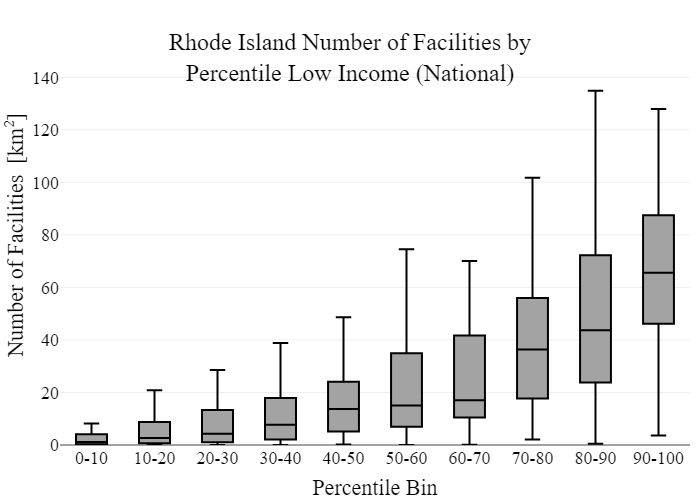 Rhode Island Number of Facilities by
Percentile Low Income (National)
Number of Facilities [km²]
140
120
100
80
60
40
20
0
0-10 10-20 20-30 30-40 40-50 50-60 60-70 70-80 80-90 90-100
Percentile Bin